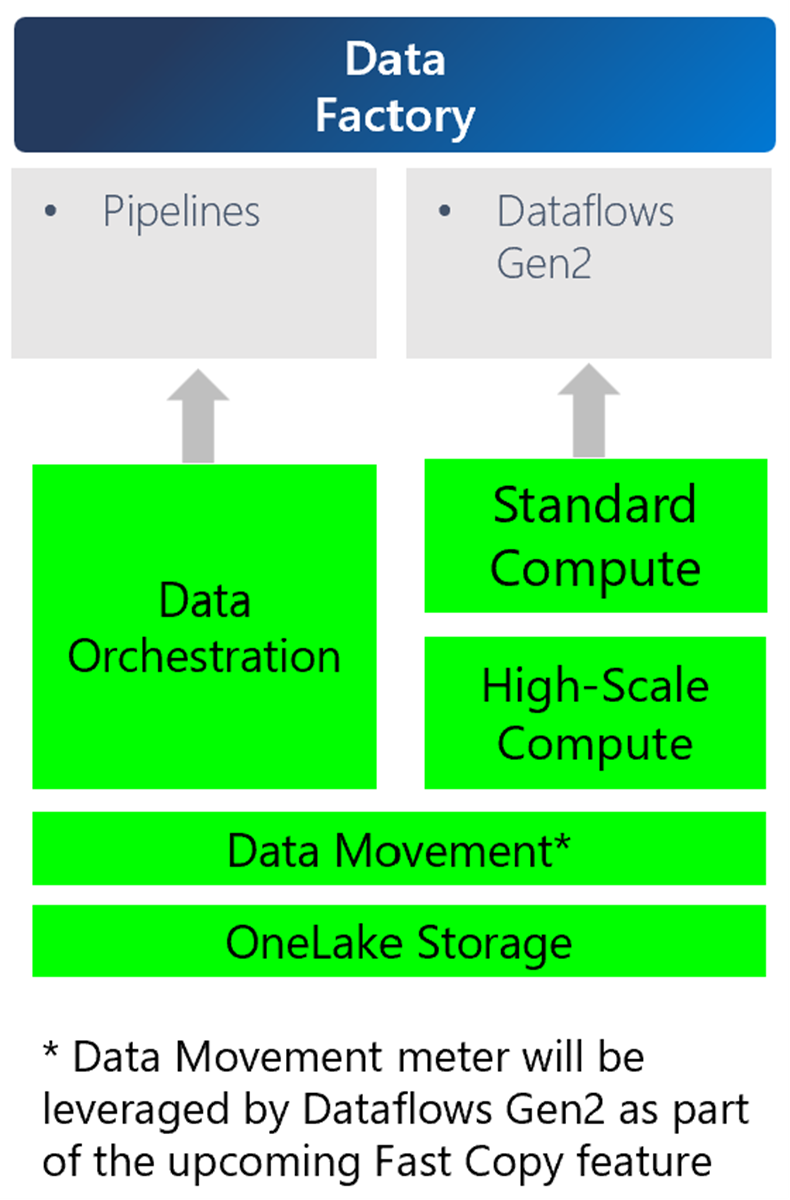 Data
Factory
• Pipelines
• Dataflows
Gen2
Data
Orchestration
Standard
Compute
High-Scale
Compute
Data Movement*
OneLake Storage
* Data Movement meter will be
leveraged by Dataflows Gen2 as part
of the upcoming Fast Copy feature